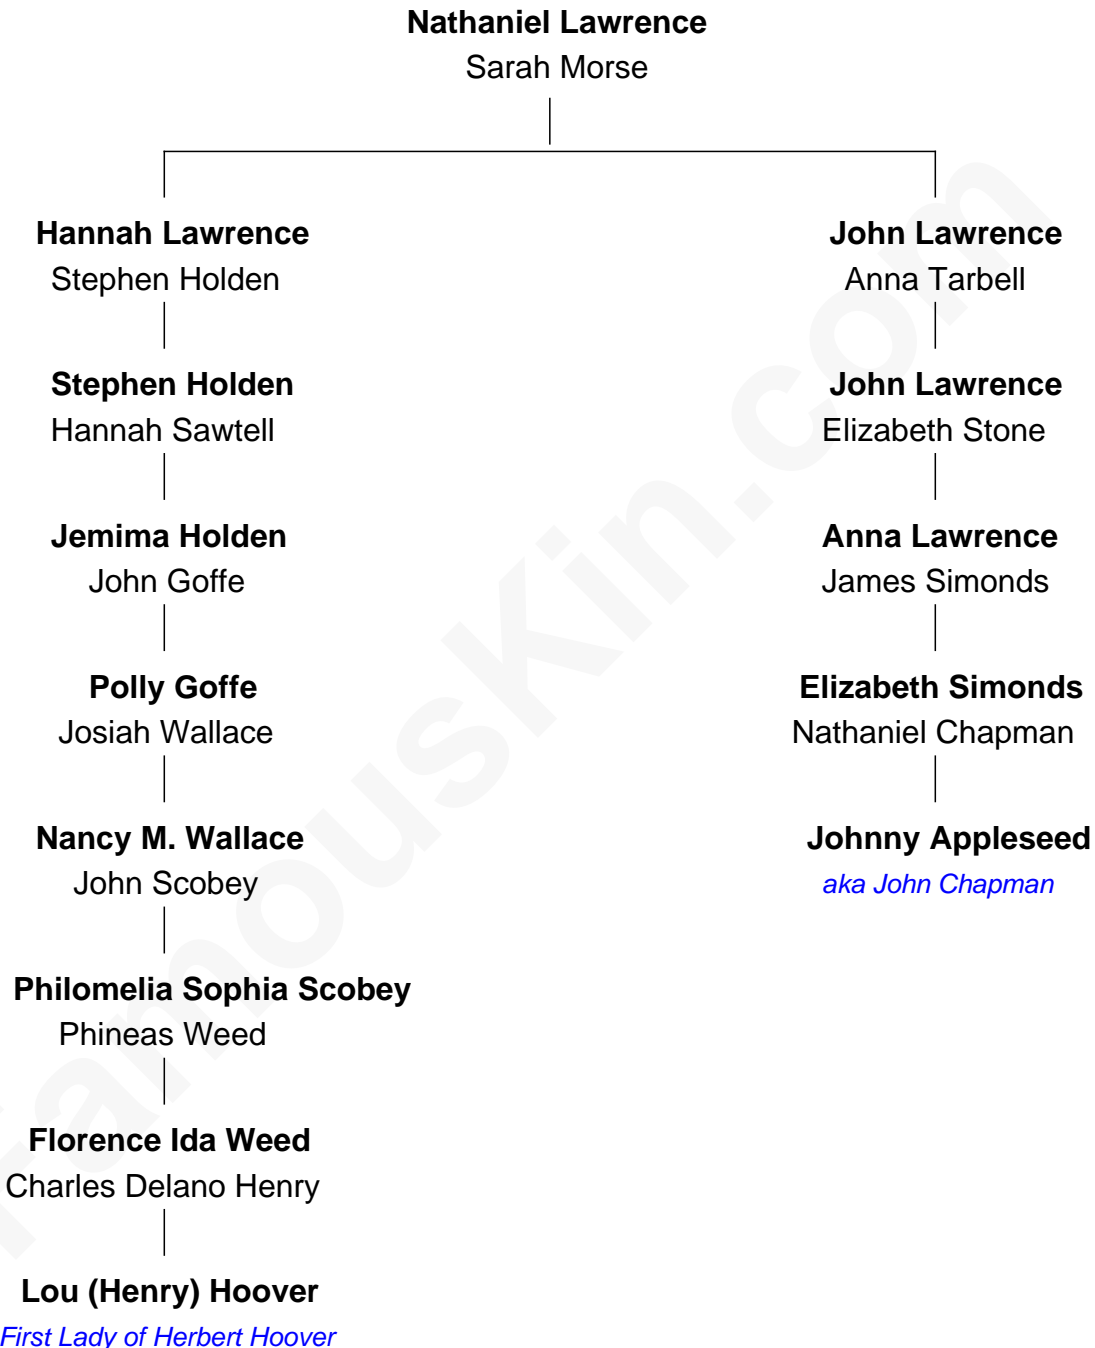 Nathaniel Lawrence
Sarah Morse
Hannah Lawrence
Stephen Holden
Stephen Holden
Hannah Sawtell
Jemima Holden
John Goffe
Polly Goffe
Josiah Wallace
Nancy M. Wallace
John Scobey
Philomelia Sophia Scobey
Phineas Weed
Florence Ida Weed
Charles Delano Henry
Lou (Henry) Hoover
First Lady of Herbert Hoover
John Lawrence
Anna Tarbell
John Lawrence
Elizabeth Stone
Anna Lawrence
James Simonds
Elizabeth Simonds
Nathaniel Chapman
Johnny Appleseed
aka John Chapman
FamousKin.com